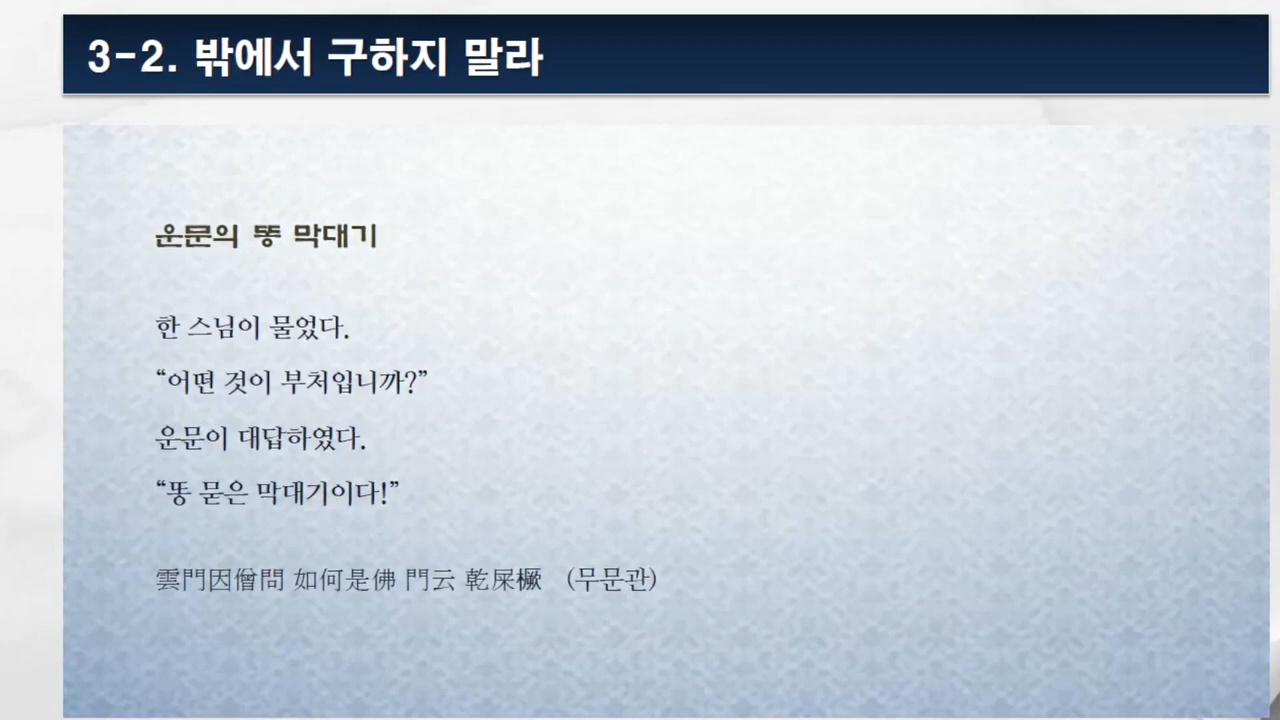 3-2. 밖에서 구하지 말라
운문의 똥 막대기
한 스님이 물었다.
“어떤 것이 부처입니까?”
운문이 대답하였다.
“똥 묻은 막대기이다!”
雲門因僧問 如何是佛 門云 乾屎橛 (무문관)